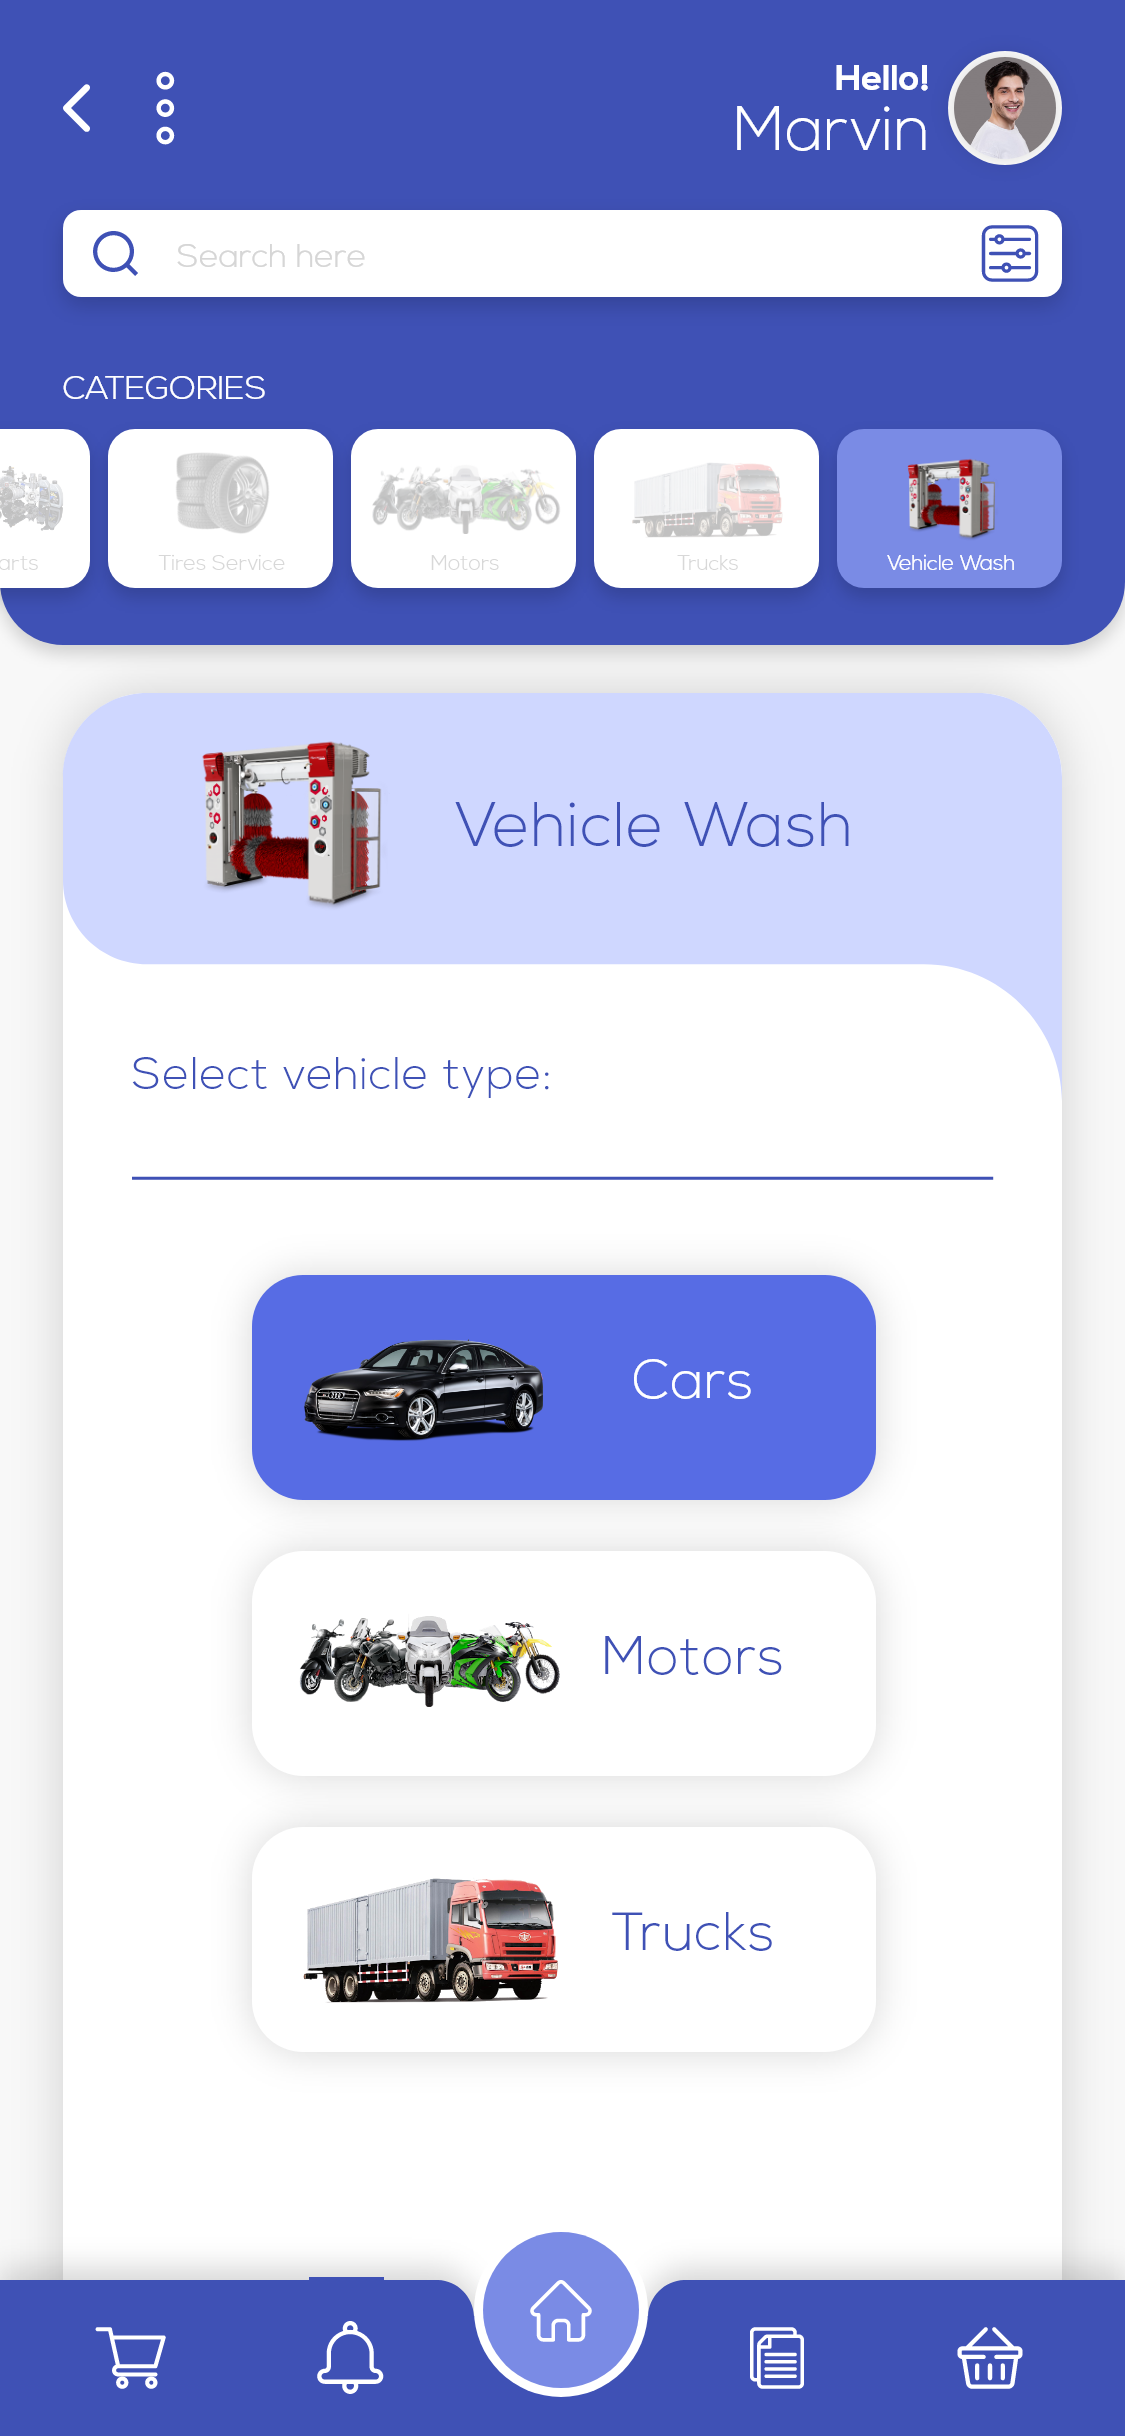 Hello!
Marvin
Search here
CATEGORIES
arts
Tires Service
Motors
Trucks
Vehicle Wash
Vehicle Wash
Select vehicle type:
Cars
Motors
Trucks